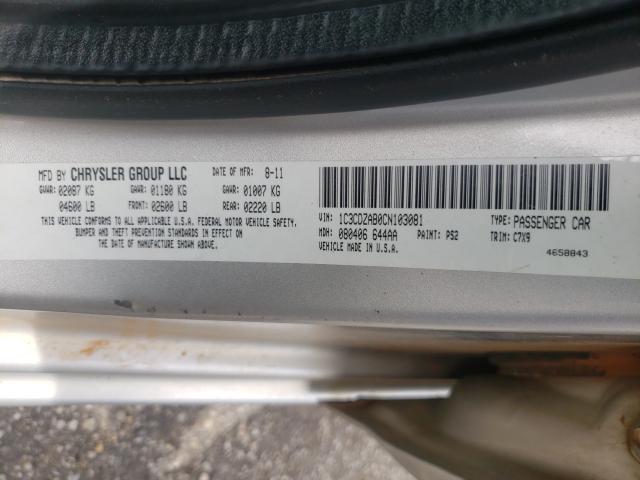 MFD BY CHRYSLER GROUP LLC DATE OF MFR: 8-11
GVWR: 02087 KG GAWR: 01180 KG GAWR: 01007 KG
04600 LB FRONT: 02600 LB REAR: 02220 LB
THIS VEHICLE CONFORMS TO ALL APPLICABLE U.S.A. FEDERAL MOTOR VEHICLE SAFETY,
BUMPER AND THEFT PREVENTION STANDARDS IN EFFECT ON
THE DATE OF MANUFACTURE SHOWN ABOVE.
VIN: 1C3CDZAB0CN103081 TYPE: PASSENGER CAR
MDH: 080406 644AA PAINT: PS2 TRIM: C7X9
VEHICLE MADE IN U.S.A. 4658843